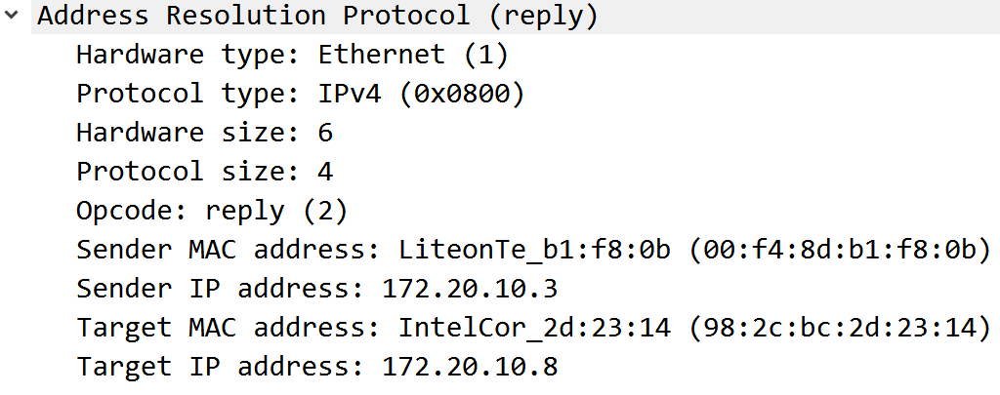 Address Resolution Protocol (reply)
Hardware type: Ethernet (1)
Protocol type: IPv4 (0x0800)
Hardware size: 6
Protocol size: 4
Opcode: reply (2)
Sender MAC address: LiteonTe_b1:f8:0b (00:f4:8d:b1:f8:0b)
Sender IP address: 172.20.10.3
Target MAC address: IntelCor_2d:23:14 (98:2c:bc:2d:23:14)
Target IP address: 172.20.10.8